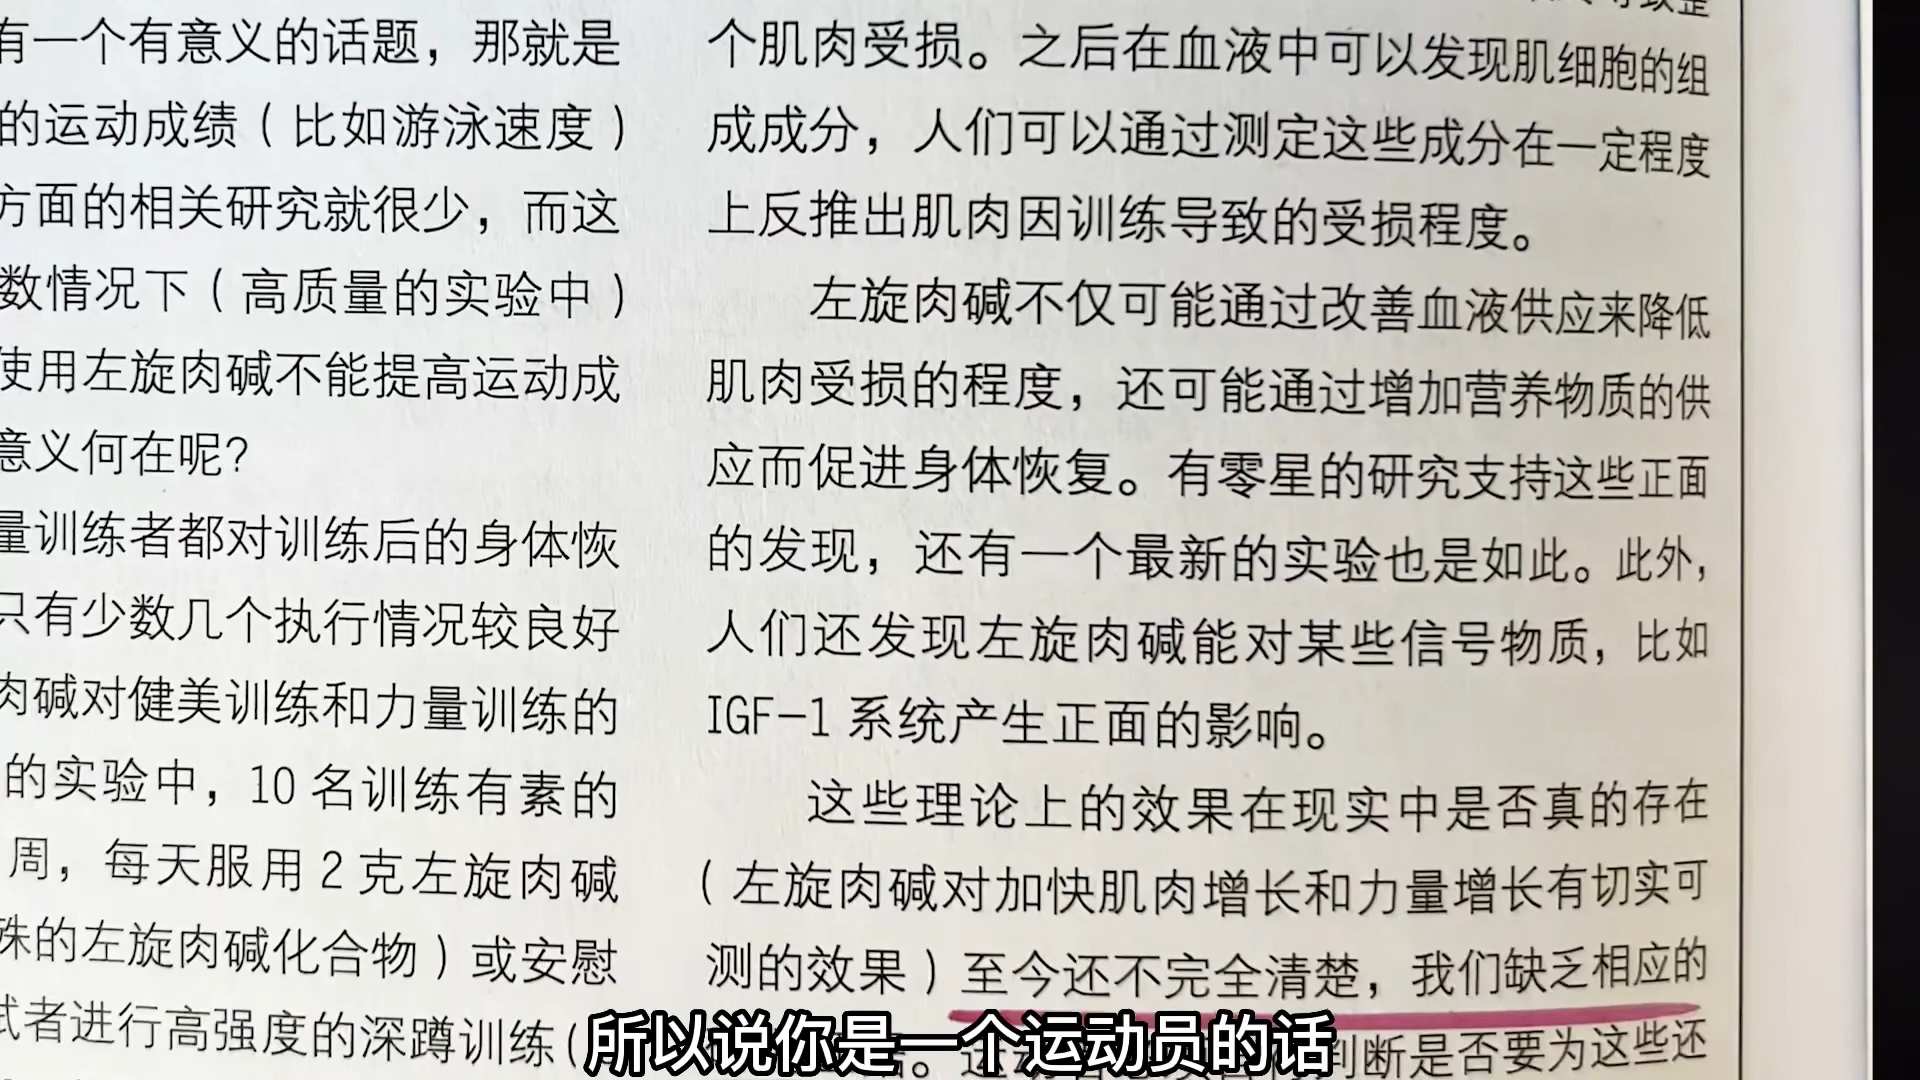 有一个有意义的话题，那就是
的运动成绩（比如游泳速度）
方面的相关研究就很少，而这
数情况下（高质量的实验中）
使用左旋肉碱不能提高运动成
意义何在呢？
量训练者都对训练后的身体恢
只有少数几个执行情况较良好
肉碱对健美训练和力量训练的
的实验中，10 名训练有素的
周，每天服用 2 克左旋肉碱
殊的左旋肉碱化合物）或安慰
试者进行高强度的深蹲训练（
个肌肉受损。之后在血液中可以发现肌细胞的组
成成分，人们可以通过测定这些成分在一定程度
上反推出肌肉因训练导致的受损程度。
左旋肉碱不仅可能通过改善血液供应来降低
肌肉受损的程度，还可能通过增加营养物质的供
应而促进身体恢复。有零星的研究支持这些正面
的发现，还有一个最新的实验也是如此。此外，
人们还发现左旋肉碱能对某些信号物质，比如
IGF-1 系统产生正面的影响。
这些理论上的效果在现实中是否真的存在
（左旋肉碱对加快肌肉增长和力量增长有切实可
测的效果）至今还不完全清楚，我们缺乏相应的
判断是否要为这些还
所以说你是一个运动员的话